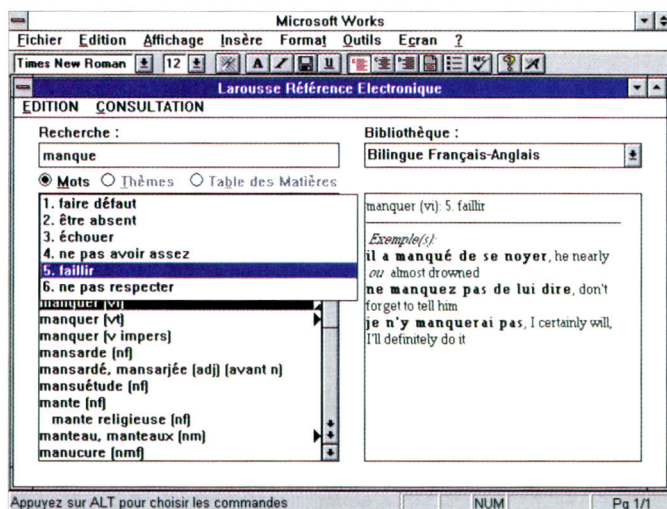 Microsoft Works
Fichier Edition Affichage Insère Format Outils Ecran ?
Times New Roman 12 A I U ABC ?
Larousse Référence Electronique
EDITION CONSULTATION
Recherche :
manque
Mots Thèmes Table des Matières
1. faire défaut
2. être absent
3. échouer
4. ne pas avoir assez
5. faillir
6. ne pas respecter
manquer (vi)
manquer (vt)
manquer (v impers)
mansarde (nf)
mansardé, mansarjée (adj) (avant n)
mansuétude (nf)
mante (nf)
mante religieuse (nf)
manteau, manteaux (nm)
manucure (nmf)
Bibliothèque :
Bilingue Français-Anglais
manquer (vi): 5. faillir
Exemple(s):
il a manqué de se noyer, he nearly
ou almost drowned
ne manquez pas de lui dire, don't
forget to tell him
je n'y manquerai pas, I certainly will,
I'll definitely do it
Appuyez sur ALT pour choisir les commandes NUM Pg 1/1